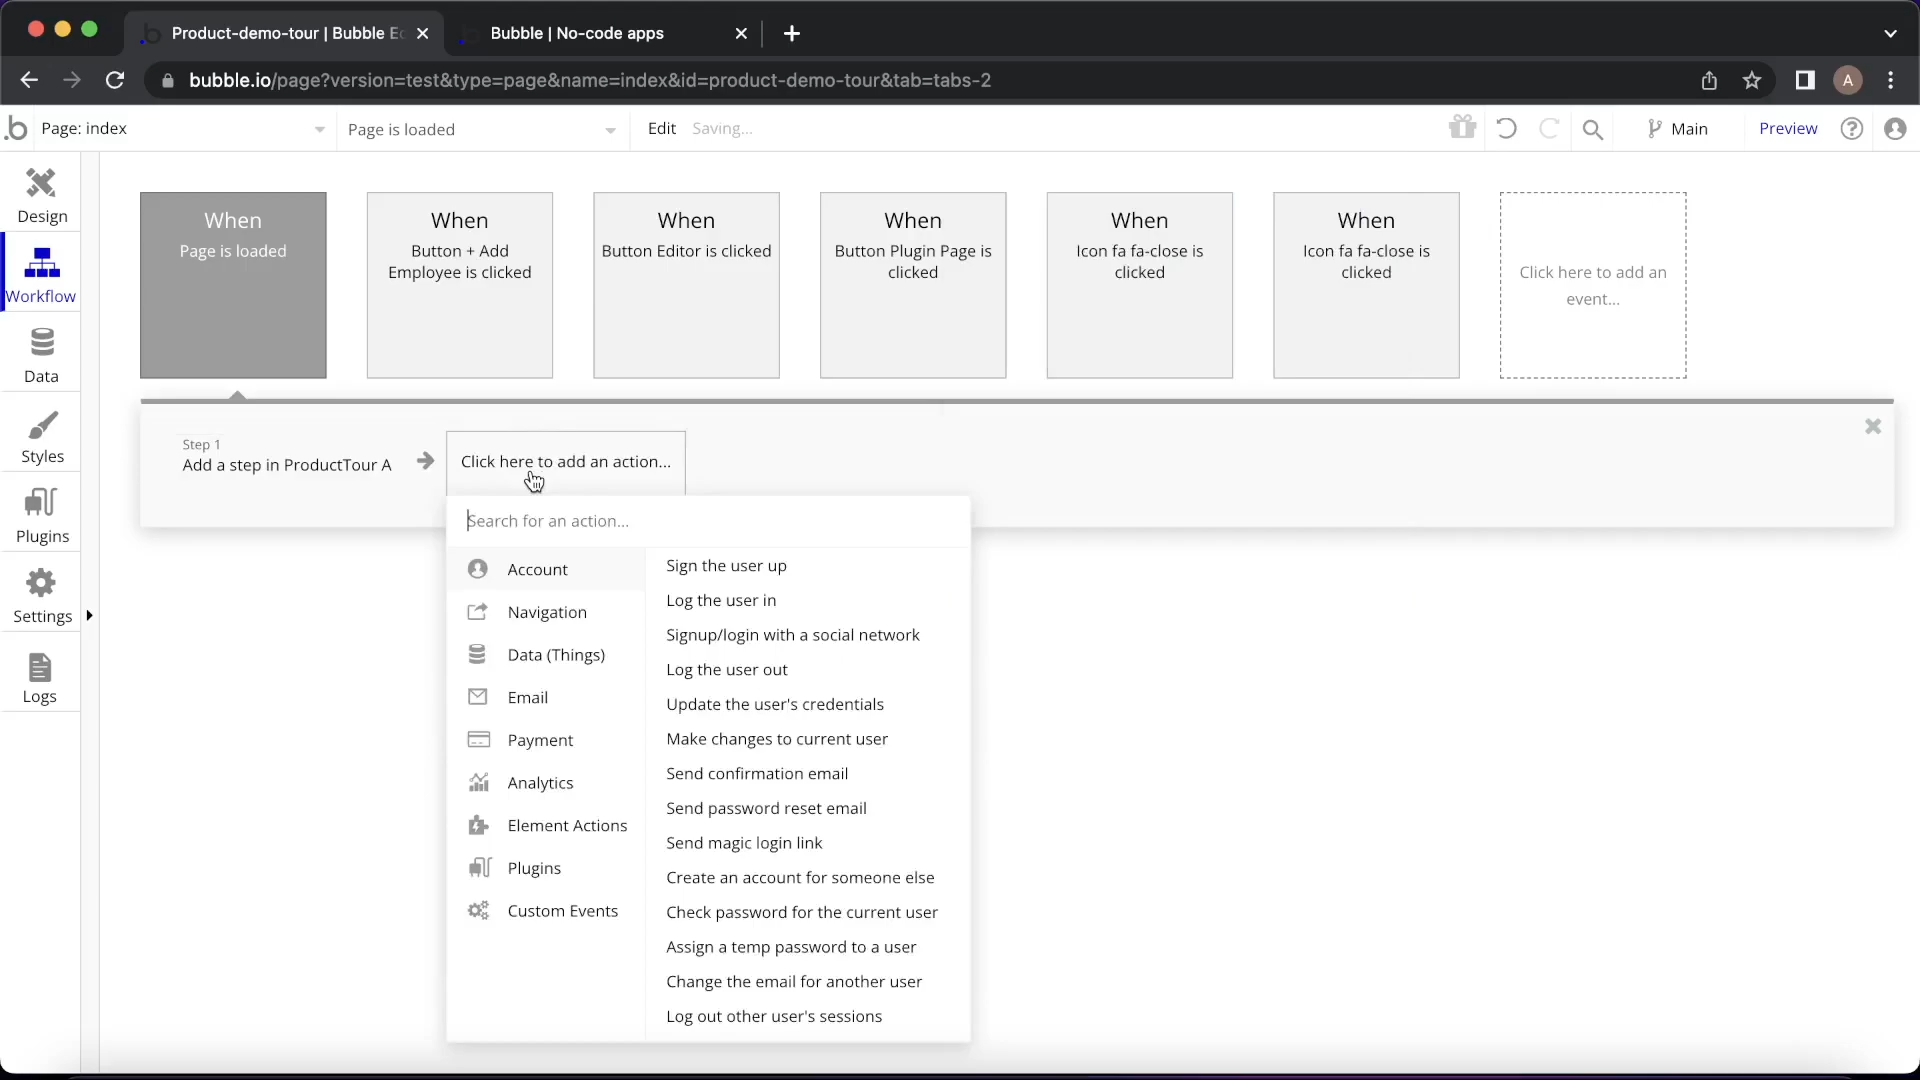 Product-demo-tour | Bubble Ec
Bubble | No-code apps
bubble.io/page?version=test&type=page&name=index&id=product-demo-tour&tab=tabs-2
A
Page: index
Page is loaded
Edit
Saving...
Main
Preview
Design
Workflow
Data
Styles
Plugins
Settings
Logs
When
Page is loaded
When
Button + Add
Employee is clicked
When
Button Editor is clicked
When
Button Plugin Page is
clicked
When
Icon fa fa-close is
clicked
When
Icon fa fa-close is
clicked
Click here to add an
event...
Step 1
Add a step in ProductTour A
Click here to add an action...
Search for an action...
Account
Navigation
Data (Things)
Email
Payment
Analytics
Element Actions
Plugins
Custom Events
Sign the user up
Log the user in
Signup/login with a social network
Log the user out
Update the user's credentials
Make changes to current user
Send confirmation email
Send password reset email
Send magic login link
Create an account for someone else
Check password for the current user
Assign a temp password to a user
Change the email for another user
Log out other user's sessions